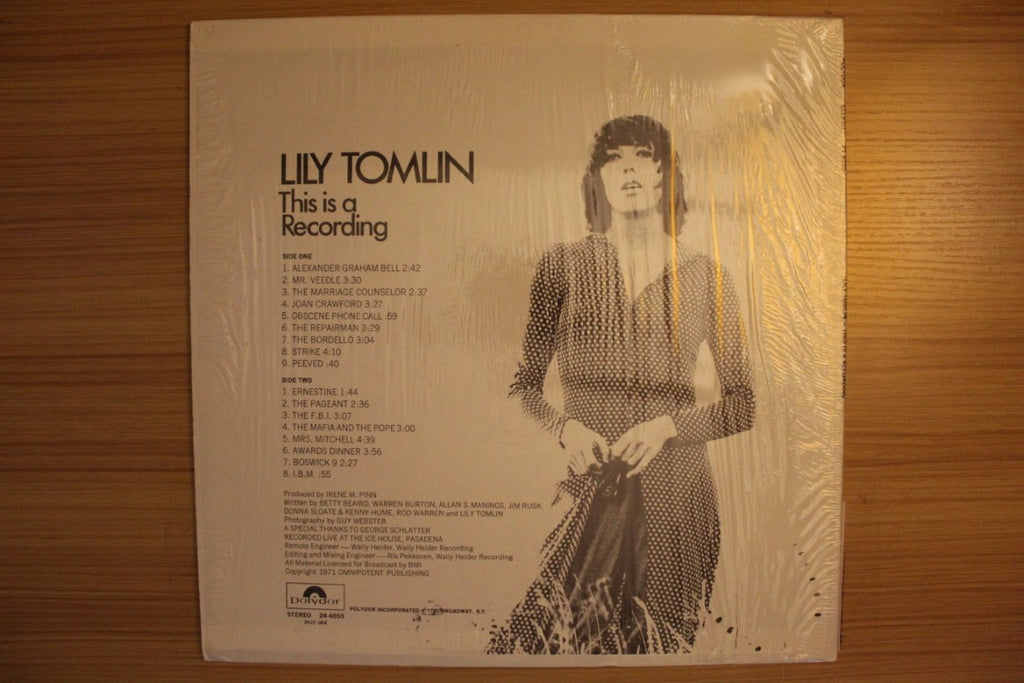 LILY TOMLIN
This is a
Recording
SIDE ONE
1. ALEXANDER GRAHAM BELL 2:42
2. MR. VEEDLE 3:30
3. THE MARRIAGE COUNSELOR 2:37
4. JOAN CRAWFORD 3:27
5. OBSCENE PHONE CALL :59
6. THE REPAIRMAN 3:29
7. THE BORDELLO 3:04
8. STRIKE 4:10
9. PEEVED :40
SIDE TWO
1. ERNESTINE 1:44
2. THE PAGEANT 2:36
3. THE F.B.I. 3:07
4. THE MAFIA AND THE POPE 3:00
5. MRS. MITCHELL 4:39
6. AWARDS DINNER 3:56
7. BOSWICK 9 2:27
8. I.B.M. :55
Produced by IRENE M. PINN
Written by BETTY BEAIRD, WARREN BURTON, ALLAN S. MANINGS, JIM RUSK
DONNA SLOATE & KENNY HUME, ROD WARREN and LILY TOMLIN
Photography by GUY WEBSTER
A SPECIAL THANKS TO GEORGE SCHLATTER
RECORDED LIVE AT THE ICE HOUSE, PASADENA
Remote Engineer — Wally Heider, Wally Heider Recording
Editing and Mixing Engineer — Rik Pekkonen, Wally Heider Recording
All Material Licensed for Broadcast by BMI
Copyright 1971 OMNIPOTENT PUBLISHING
Polydor
POLYDOR INCORPORATED BROADWAY, N.Y.
STEREO 24-4055